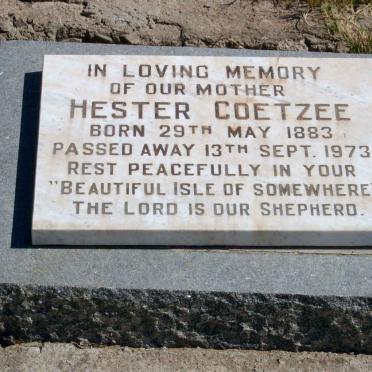 IN LOVING MEMORY
OF OUR MOTHER
HESTER COETZEE
BORN 29TH MAY 1883
PASSED AWAY 13TH SEPT. 1973
REST PEACEFULLY IN YOUR
"BEAUTIFUL ISLE OF SOMEWHERE"
THE LORD IS OUR SHEPHERD.